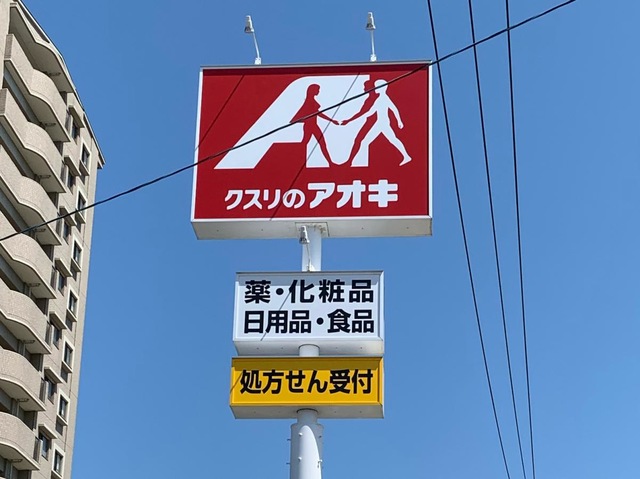 クスリのアオキ
薬・化粧品
日用品・食品
処方せん受付